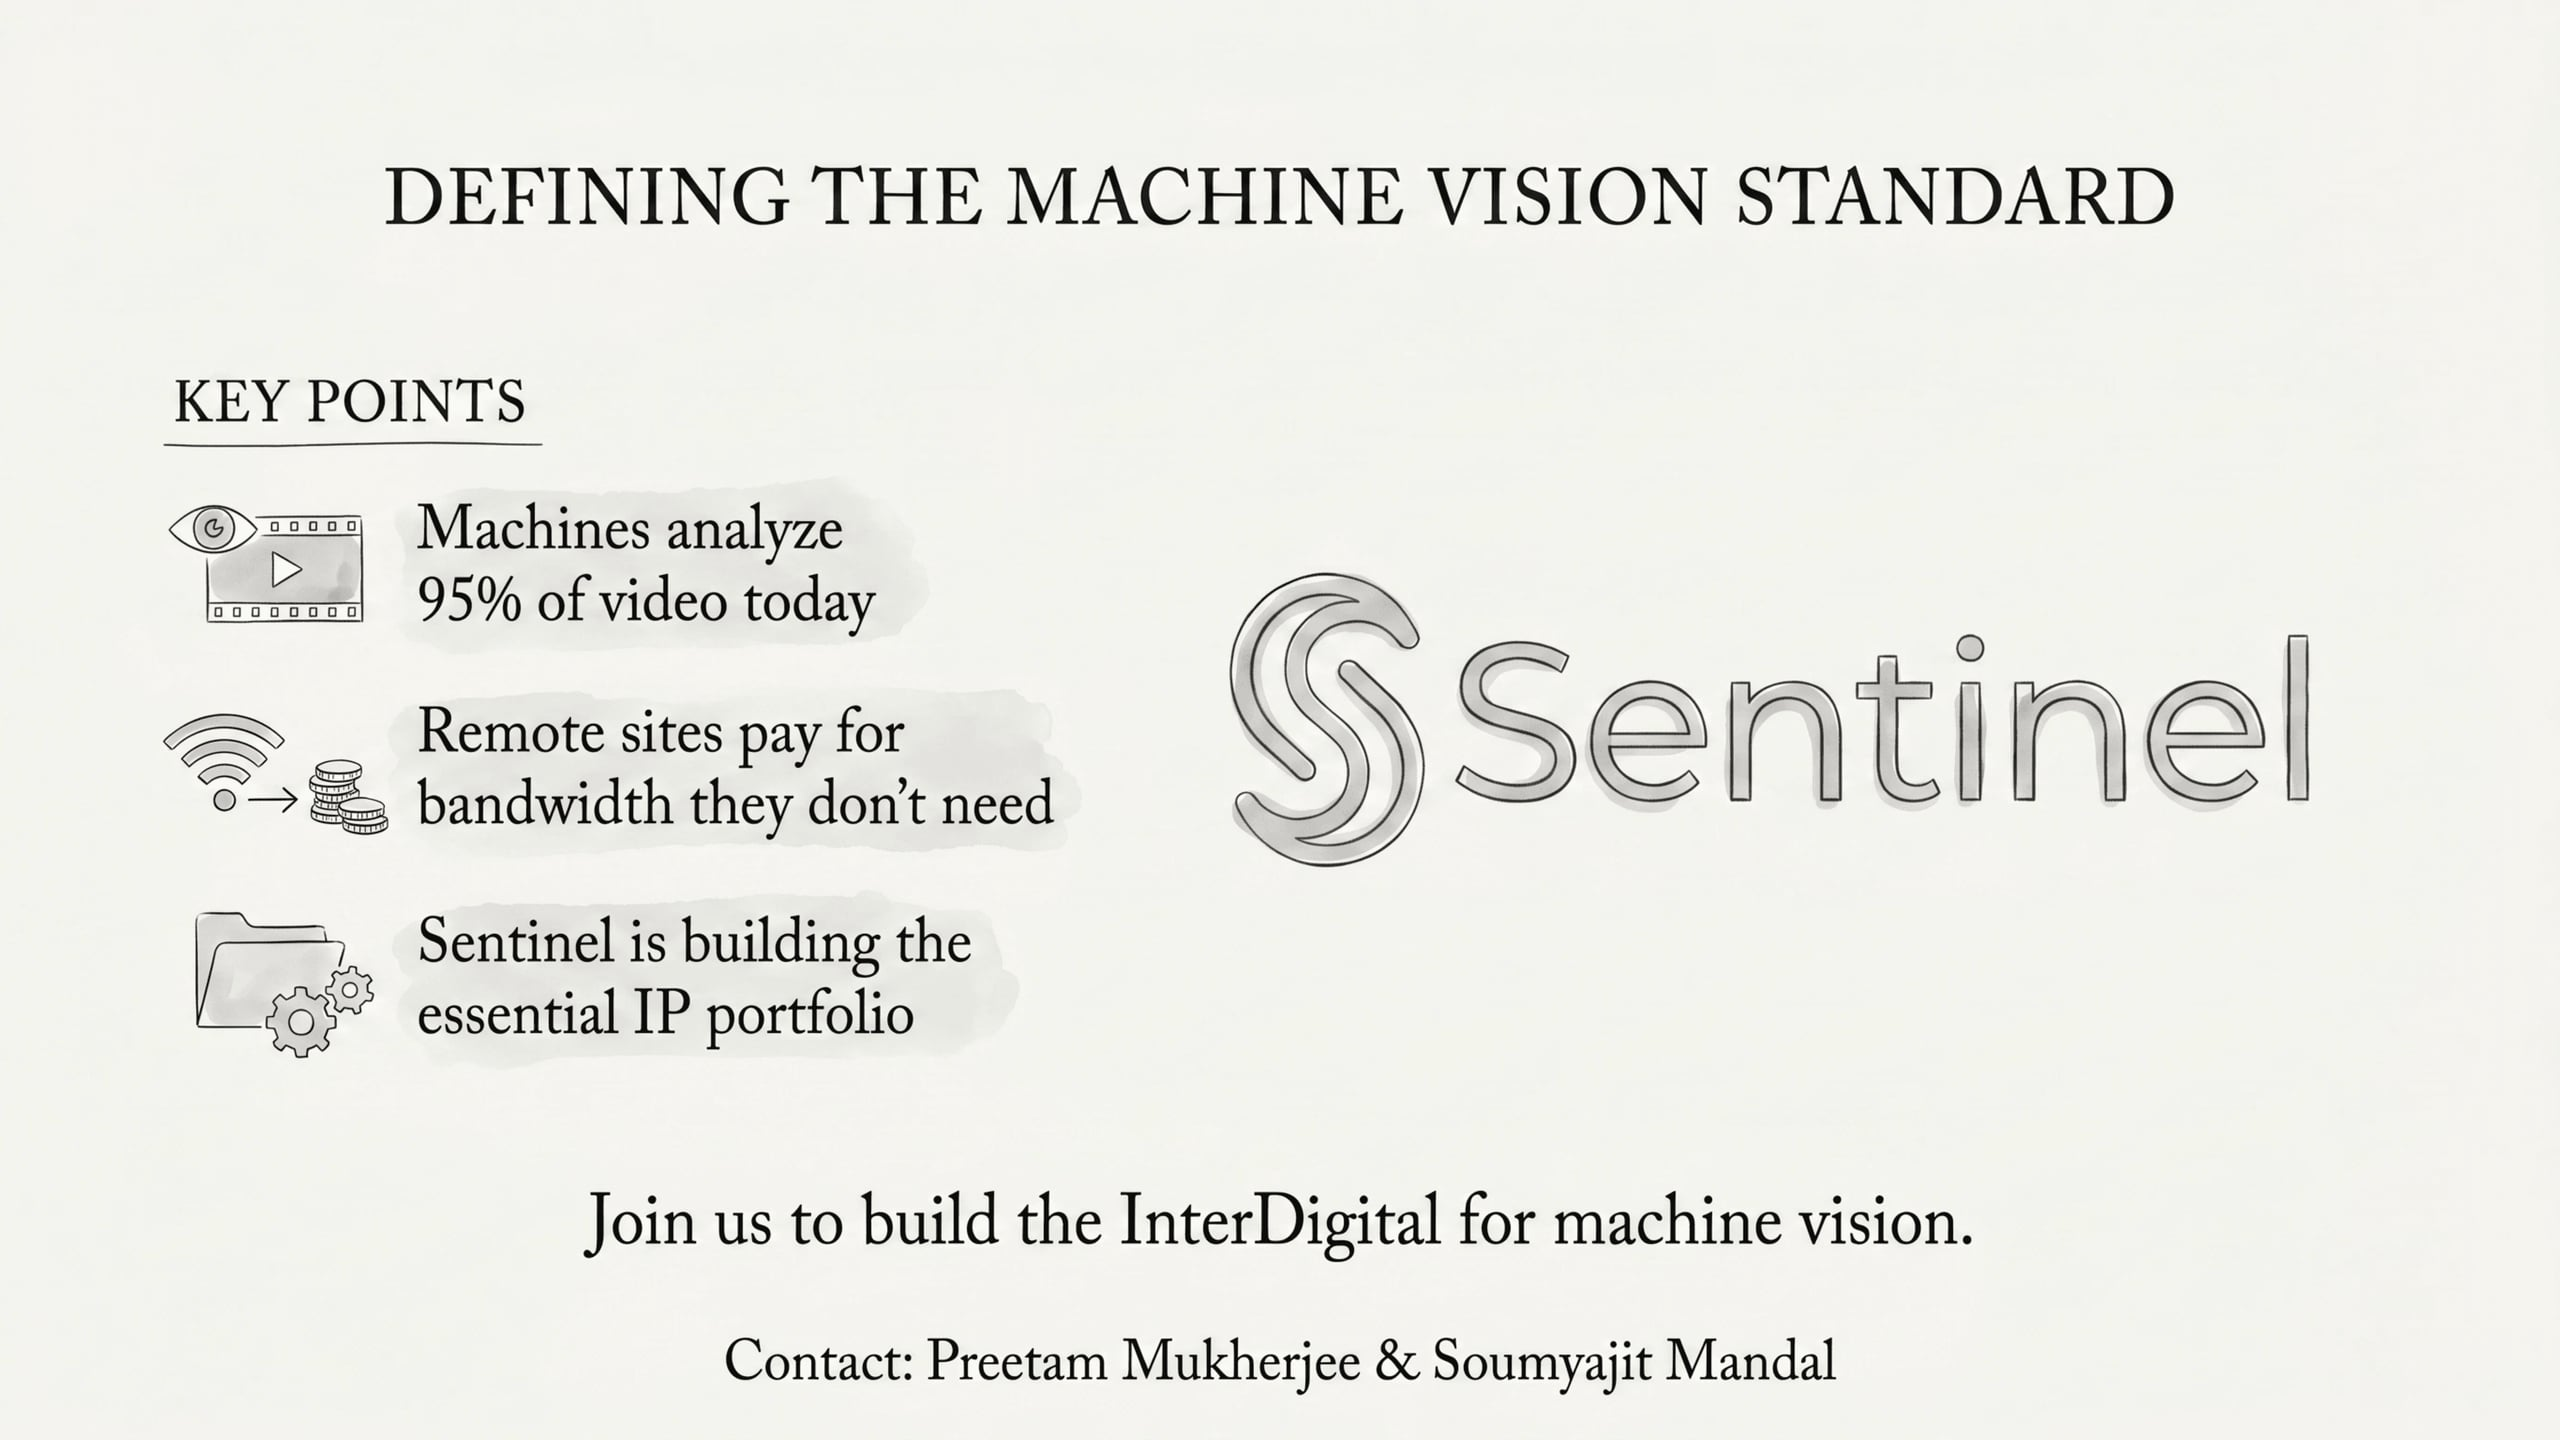 DEFINING THE MACHINE VISION STANDARD
KEY POINTS
Machines analyze
95% of video today
Remote sites pay for
bandwidth they don’t need
Sentinel is building the
essential IP portfolio
Sentinel
Join us to build the InterDigital for machine vision.
Contact: Preetam Mukherjee & Soumyajit Mandal